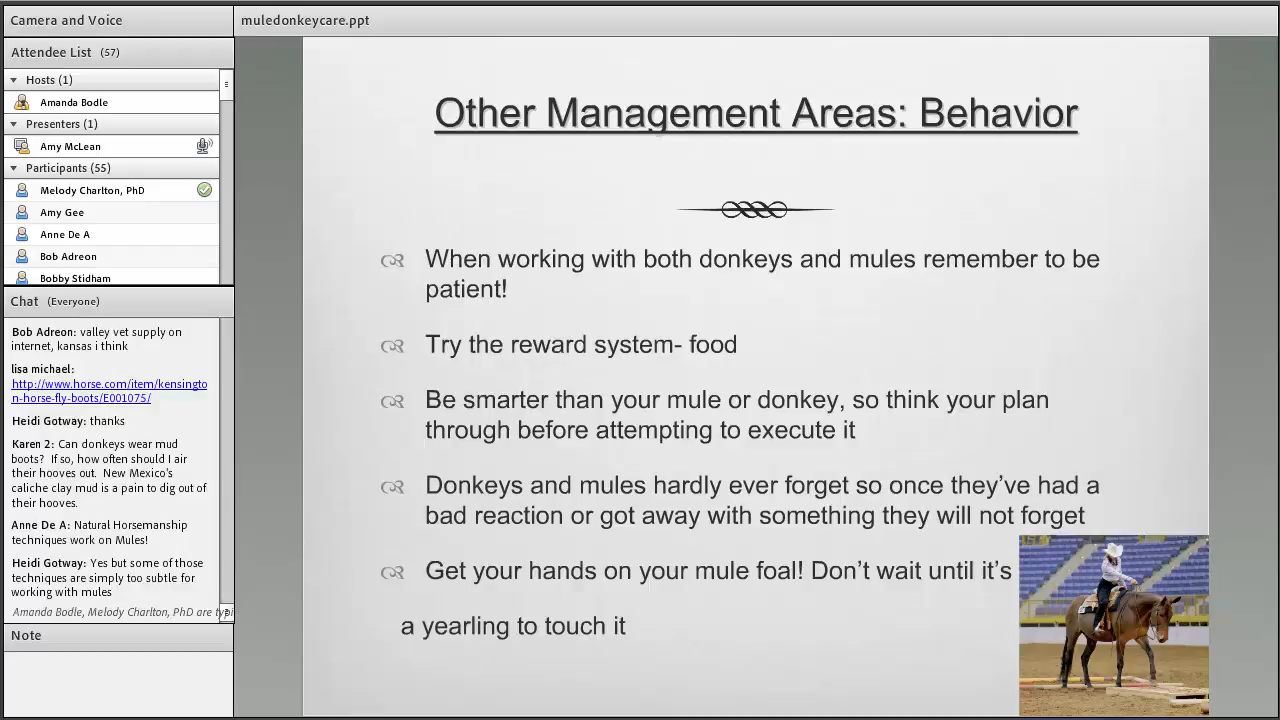 Camera and Voice
muledonkeycare.ppt
Attendee List (57)
Hosts (1)
Amanda Bodle
Presenters (1)
Amy McLean
Participants (55)
Melody Charlton, PhD
Amy Gee
Anne De A
Bob Adreon
Bobby Stidham
Chat (Everyone)
Bob Adreon: valley vet supply on
internet, kansas i think
lisa michael:
http://www.horse.com/item/kensingto
n-horse-fly-boots/E001075/
Heidi Gotway: thanks
Karen 2: Can donkeys wear mud
boots? If so, how often should I air
their hooves out. New Mexico's
caliche clay mud is a pain to dig out of
their hooves.
Anne De A: Natural Horsemanship
techniques work on Mules!
Heidi Gotway: Yes but some of those
techniques are simply too subtle for
working with mules
Amanda Bodle, Melody Charlton, PhD are typi
Note
Other Management Areas: Behavior
When working with both donkeys and mules remember to be
patient!
Try the reward system- food
Be smarter than your mule or donkey, so think your plan
through before attempting to execute it
Donkeys and mules hardly ever forget so once they’ve had a
bad reaction or got away with something they will not forget
Get your hands on your mule foal! Don’t wait until it’s
a yearling to touch it